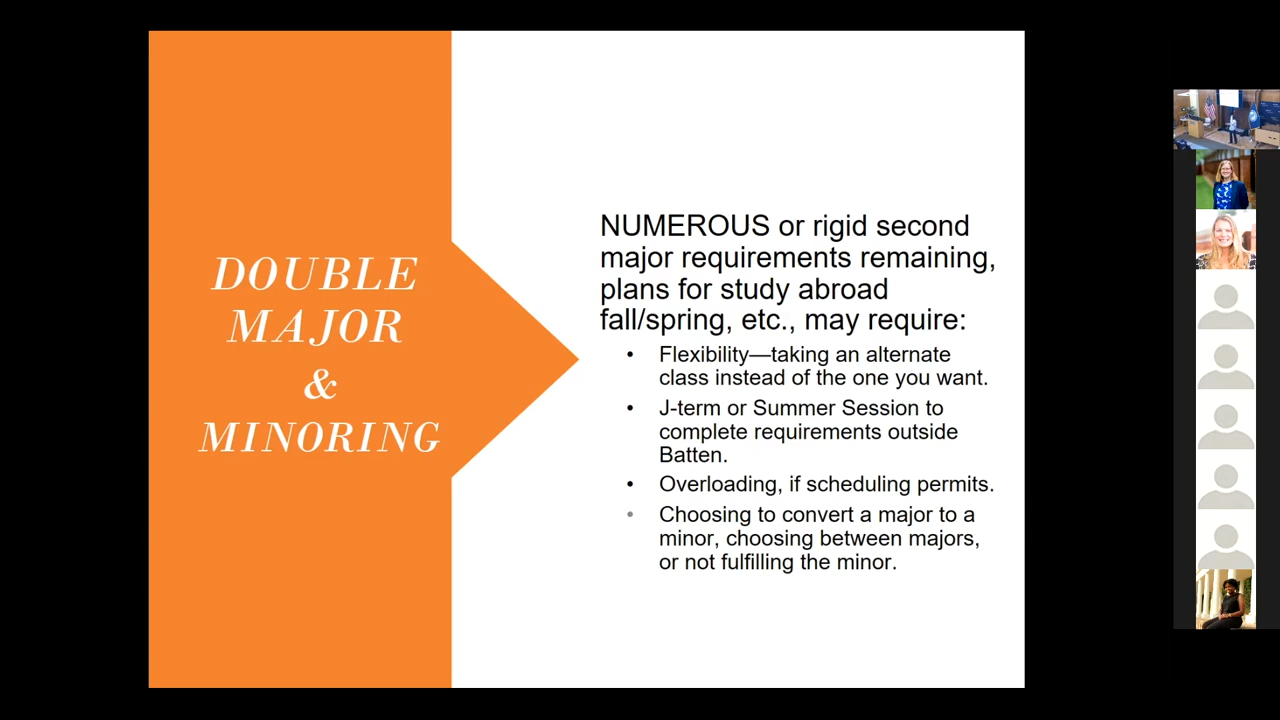 DOUBLE
MAJOR
&
MINORING
NUMEROUS or rigid second
major requirements remaining,
plans for study abroad
fall/spring, etc., may require:
• Flexibility—taking an alternate
class instead of the one you want.
• J-term or Summer Session to
complete requirements outside
Batten.
• Overloading, if scheduling permits.
• Choosing to convert a major to a
minor, choosing between majors,
or not fulfilling the minor.